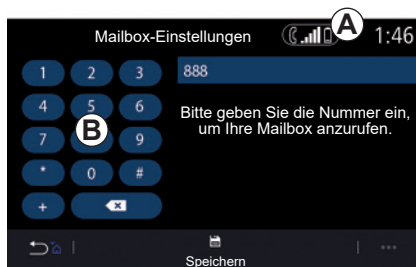 Mailbox-Einstellungen A 1:46
1 2 3 888
4 5 6
Bitte geben Sie die Nummer ein,
um Ihre Mailbox anzurufen.
7 B 9
* 0 #
+
Speichern